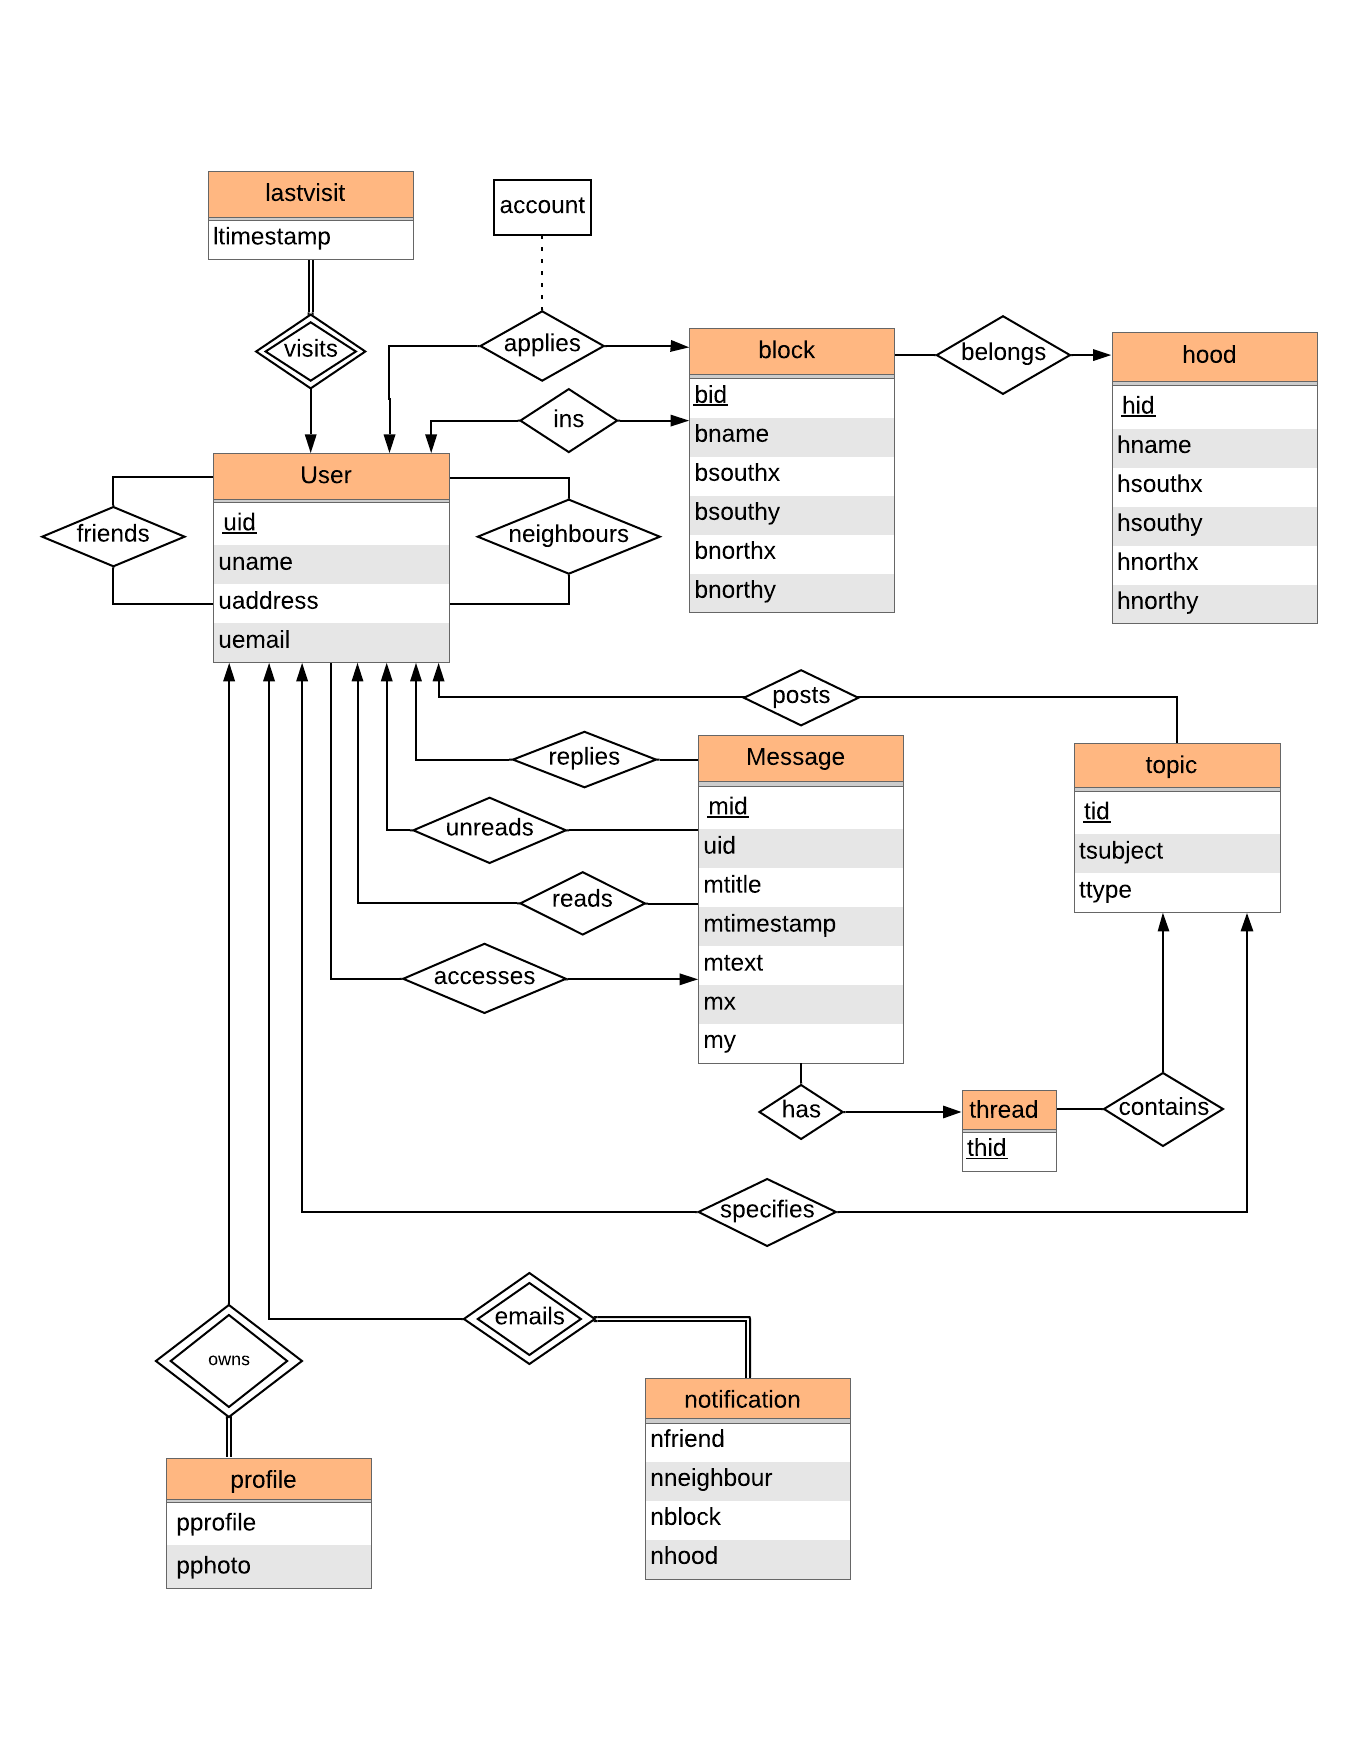 lastvisit
ltimestamp
account
visits
applies
block
bid
bname
bsouthx
bsouthy
bnorthx
bnorthy
belongs
hood
hid
hname
hsouthx
hsouthy
hnorthx
hnorthy
ins
User
uid
uname
uaddress
uemail
friends
neighbours
posts
replies
Message
mid
uid
mtitle
mtimestamp
mtext
mx
my
topic
tid
tsubject
ttype
unreads
reads
accesses
has
thread
thid
contains
specifies
emails
owns
notification
nfriend
nneighbour
nblock
nhood
profile
pprofile
pphoto